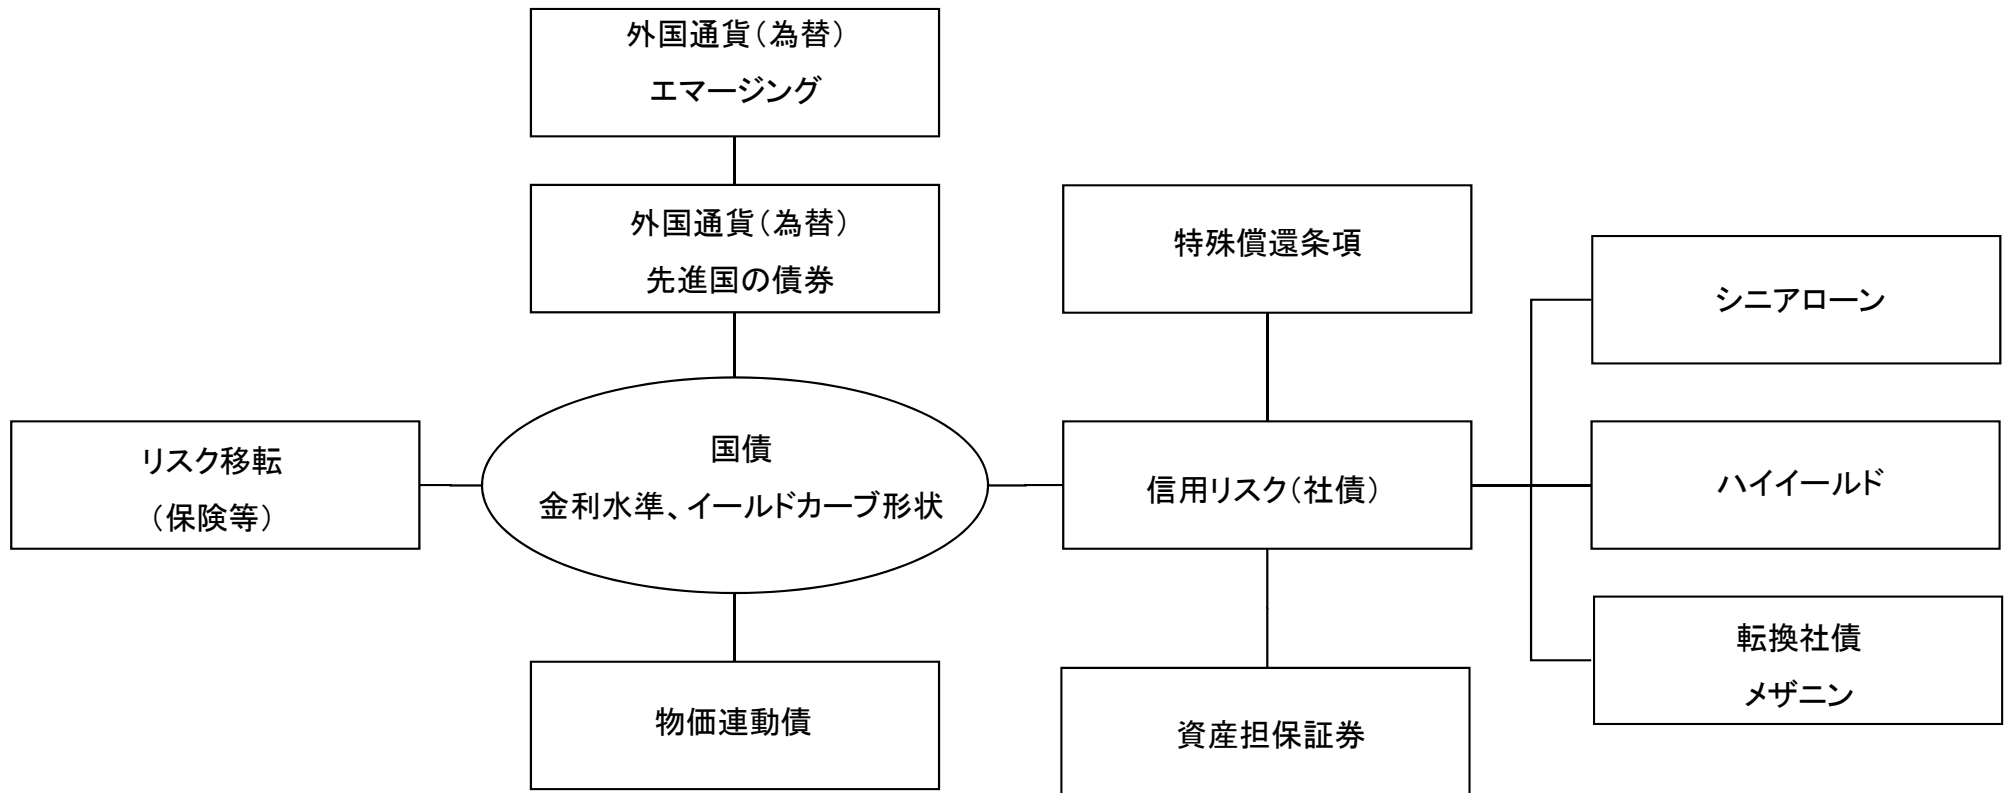 外国通貨（為替）
エマージング
外国通貨（為替）
先進国の債券
特殊償還条項
シニアローン
リスク移転
（保険等）
国債
金利水準、イールドカーブ形状
信用リスク（社債）
ハイイールド
転換社債
メザニン
物価連動債
資産担保証券